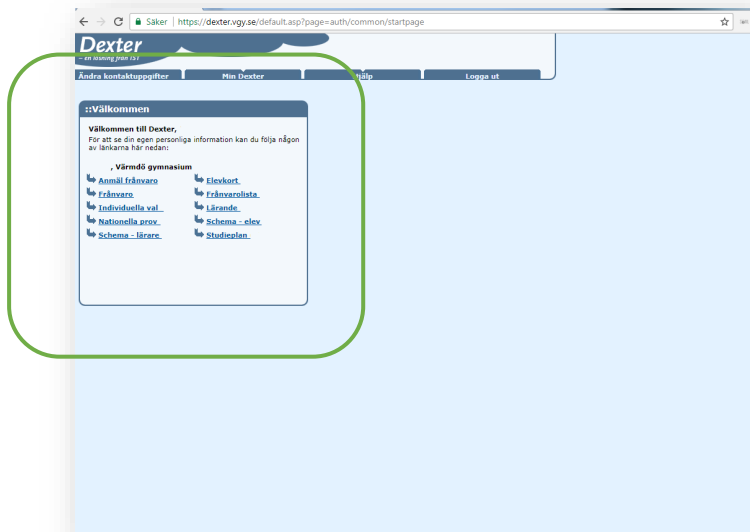 Säker | https://dexter.vgy.se/default.asp?page=auth/common/startpage
Dexter
– en lösning från IST
Ändra kontaktuppgifter Min Dexter Hjälp Logga ut
::Välkommen
Välkommen till Dexter,
För att se din egen personliga information kan du följa någon
av länkarna här nedan:
, Värmdö gymnasium
Anmäl frånvaro Elevkort
Frånvaro Frånvarolista
Individuella val Lärande
Nationella prov Schema - elev
Schema - lärare Studieplan